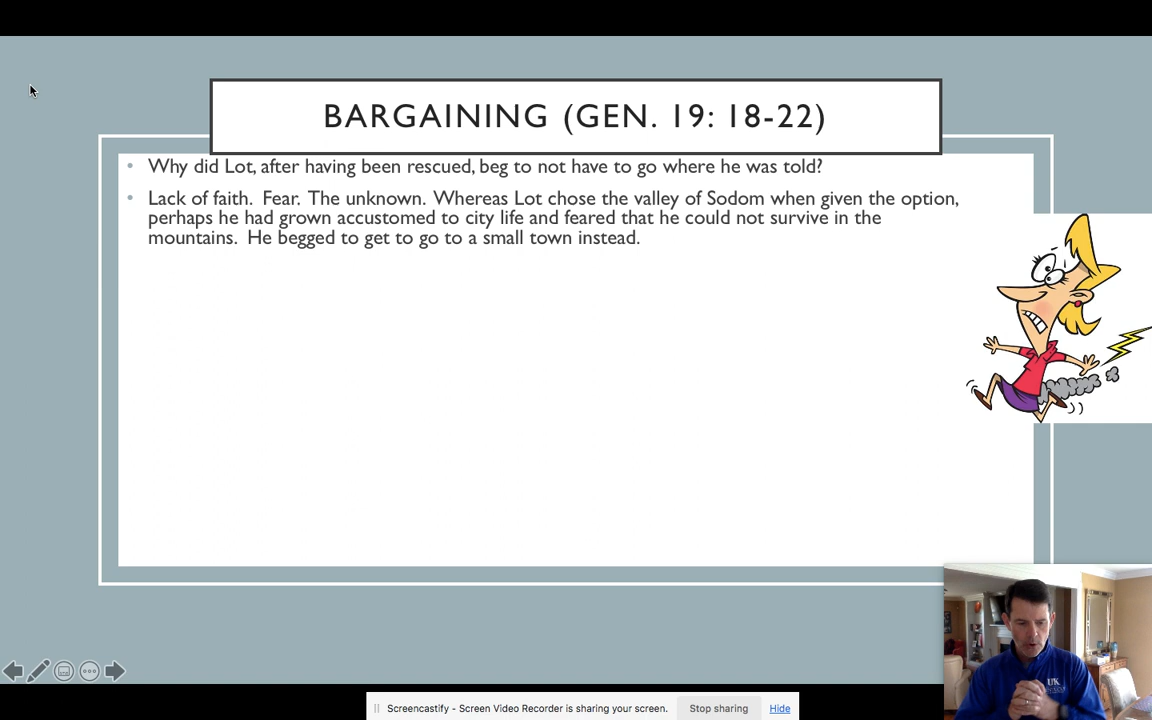 BARGAINING (GEN. 19: 18-22)
• Why did Lot, after having been rescued, beg to not have to go where he was told?
• Lack of faith.  Fear.  The unknown. Whereas Lot chose the valley of Sodom when given the option,
perhaps he had grown accustomed to city life and feared that he could not survive in the
mountains.  He begged to get to go to a small town instead.
UK
Screencastify - Screen Video Recorder is sharing your screen.
Stop sharing
Hide